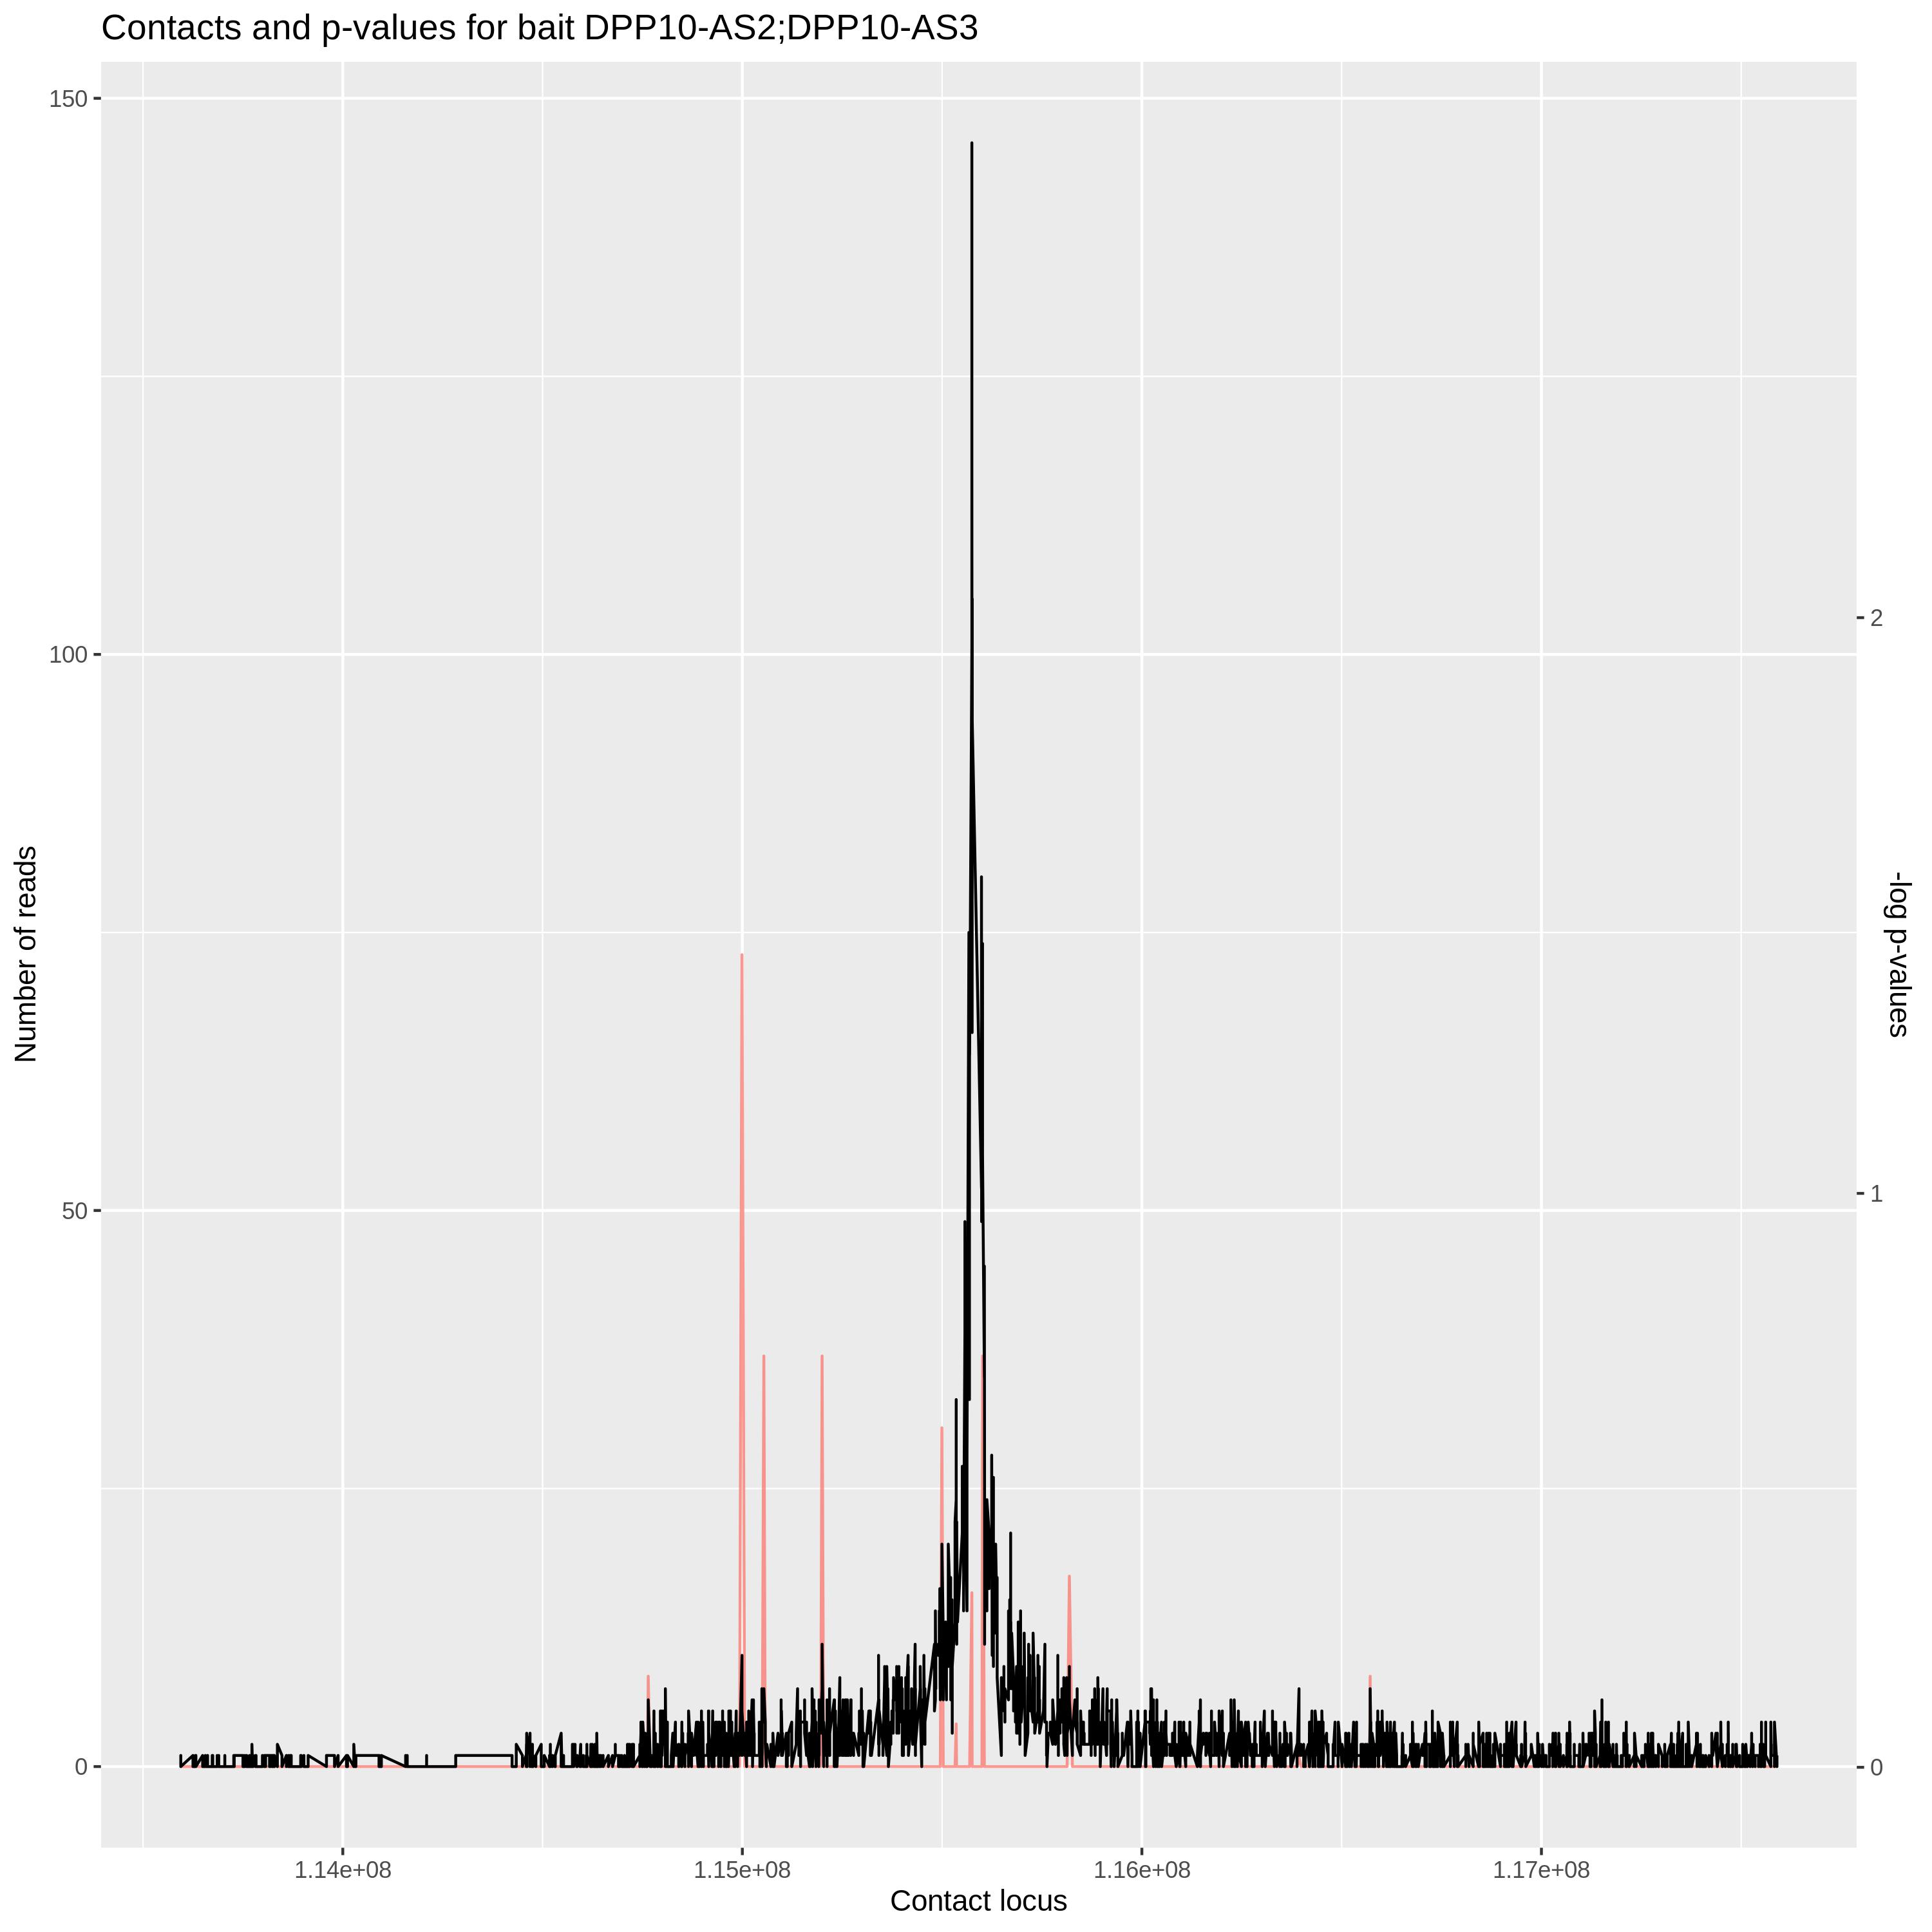 Contacts and p-values for bait DPP10-AS2;DPP10-AS3
150
100
50
0
Number of reads
2
1
0
-log p-values
1.14e+08
1.15e+08
1.16e+08
1.17e+08
Contact locus